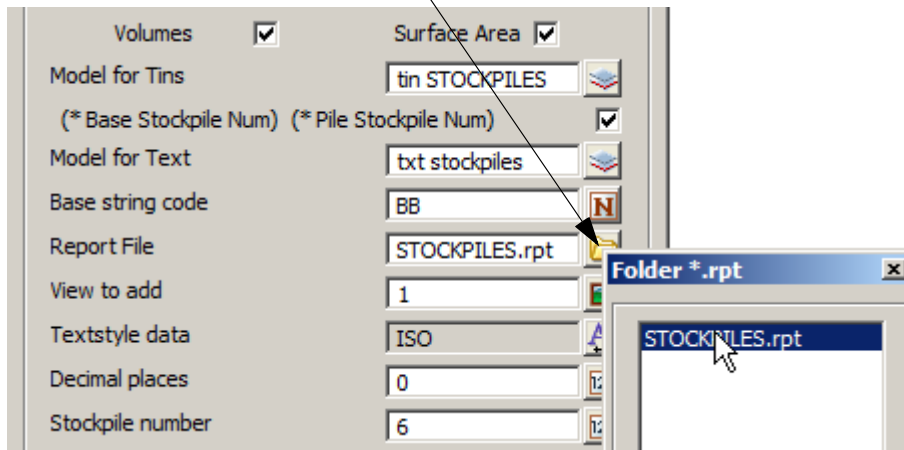 Volumes Surface Area
Model for Tins tin STOCKPILES
(* Base Stockpile Num) (* Pile Stockpile Num)
Model for Text txt stockpiles
Base string code BB N
Report File STOCKPILES.rpt
Folder *.rpt x
View to add 1
Textstyle data ISO A
STOCKPILES.rpt
Decimal places 0 12
Stockpile number 6 12